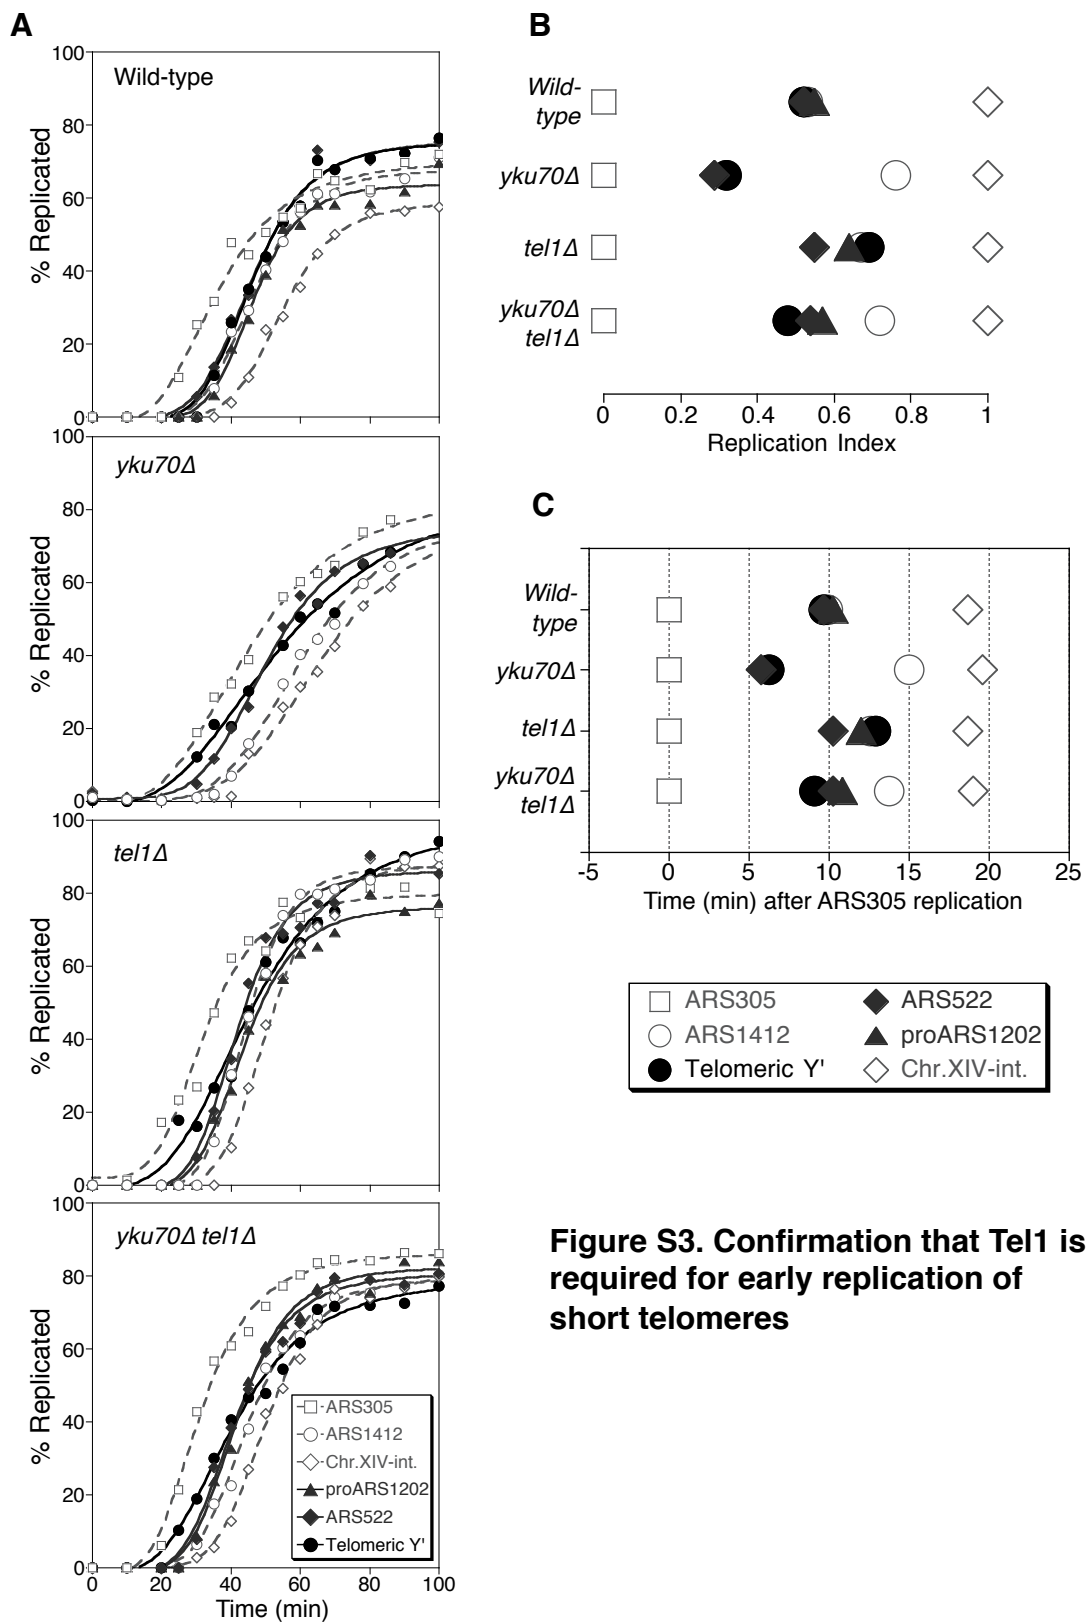 A
100
80
60
40
20
0
% Replicated
Wild-type
100
80
60
40
20
0
% Replicated
yku70Δ
100
80
60
40
20
0
% Replicated
tel1Δ
100
80
60
40
20
0
% Replicated
yku70Δ tel1Δ
ARS305
ARS1412
Chr.XIV-int.
proARS1202
ARS522
Telomeric Y'
0 20 40 60 80 100
Time (min)
B
Wild-
type
yku70Δ
tel1Δ
yku70Δ
tel1Δ
0 0.2 0.4 0.6 0.8 1
Replication Index
C
Wild-
type
yku70Δ
tel1Δ
yku70Δ
tel1Δ
-5 0 5 10 15 20 25
Time (min) after ARS305 replication
ARS305 ARS522
ARS1412 proARS1202
Telomeric Y' Chr.XIV-int.
Figure S3. Confirmation that Tel1 is
required for early replication of
short telomeres